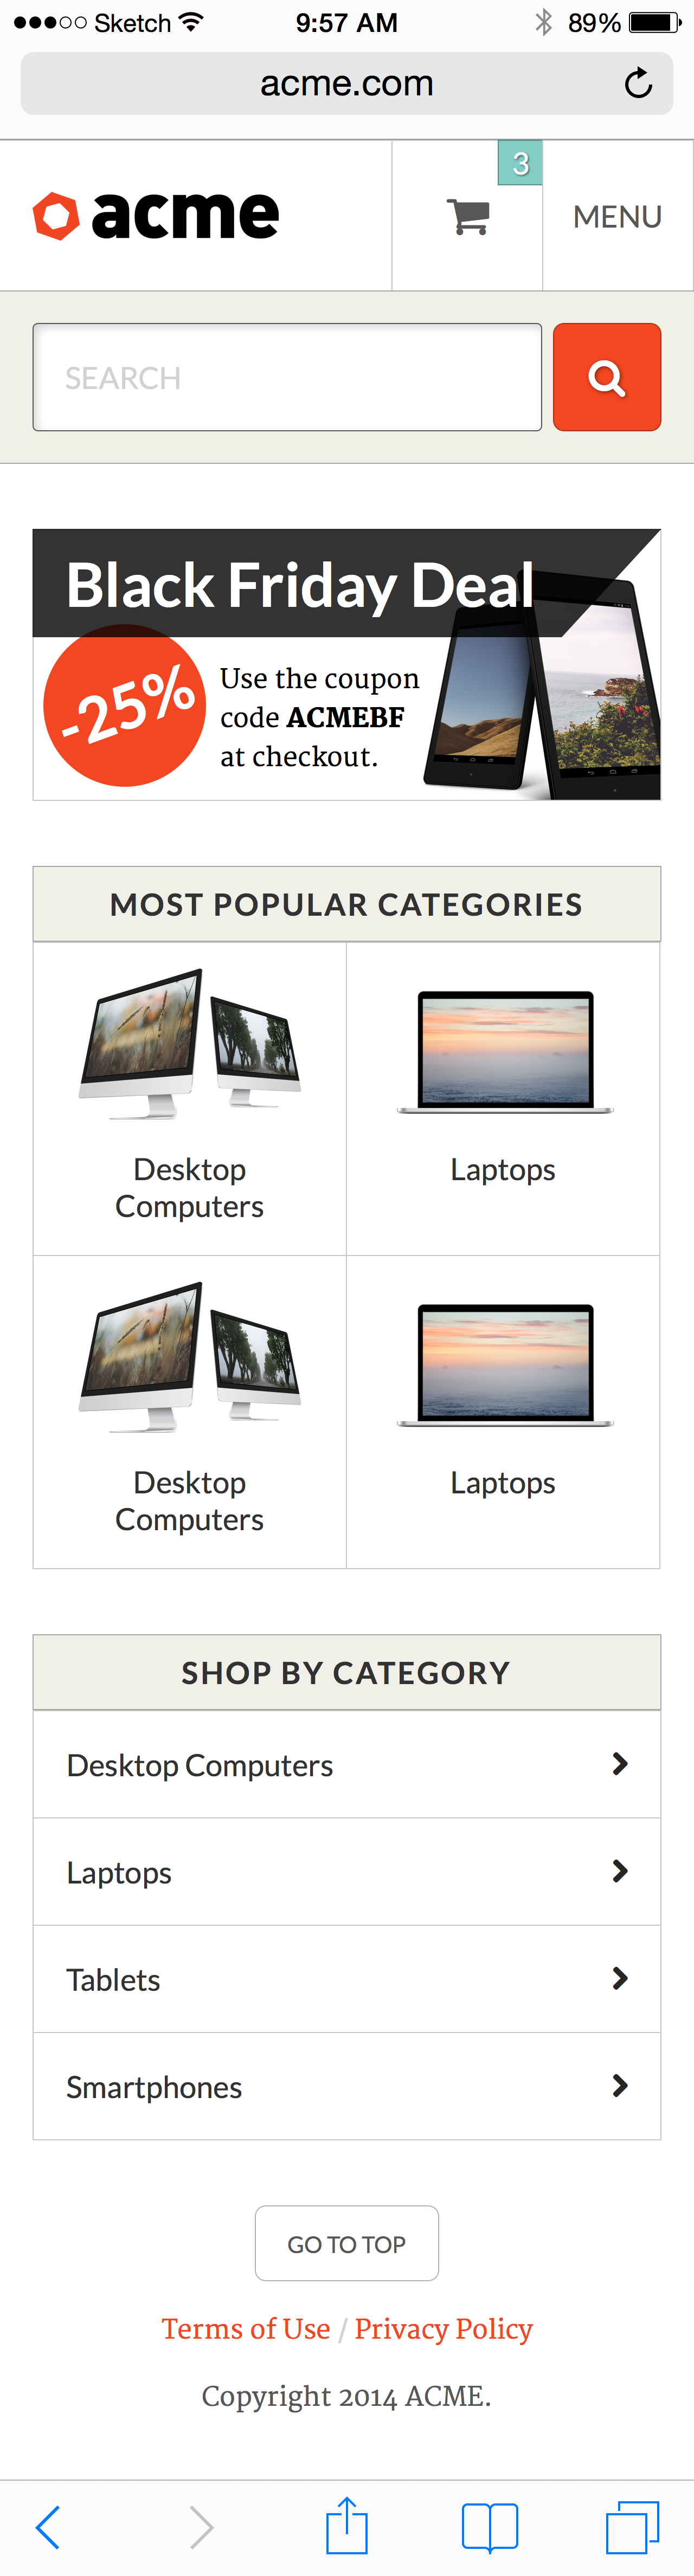 Sketch 9:57 AM 89%
acme.com
acme
3
MENU
SEARCH
Black Friday Deal
-25%
Use the coupon
code ACMEBF
at checkout.
MOST POPULAR CATEGORIES
Desktop
Computers
Laptops
Desktop
Computers
Laptops
SHOP BY CATEGORY
Desktop Computers
Laptops
Tablets
Smartphones
GO TO TOP
Terms of Use / Privacy Policy
Copyright 2014 ACME.